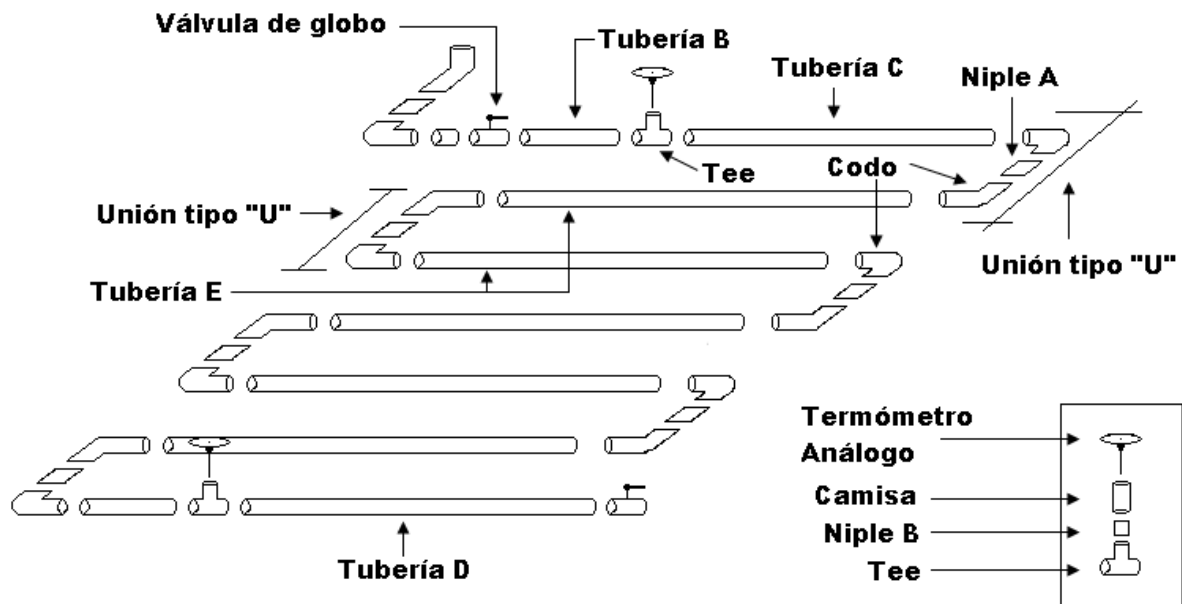 Válvula de globo
Tubería B
Tubería C
Niple A
Tee
Codo
Unión tipo "U"
Unión tipo "U"
Tubería E
Termómetro
Análogo
Camisa
Niple B
Tee
Tubería D